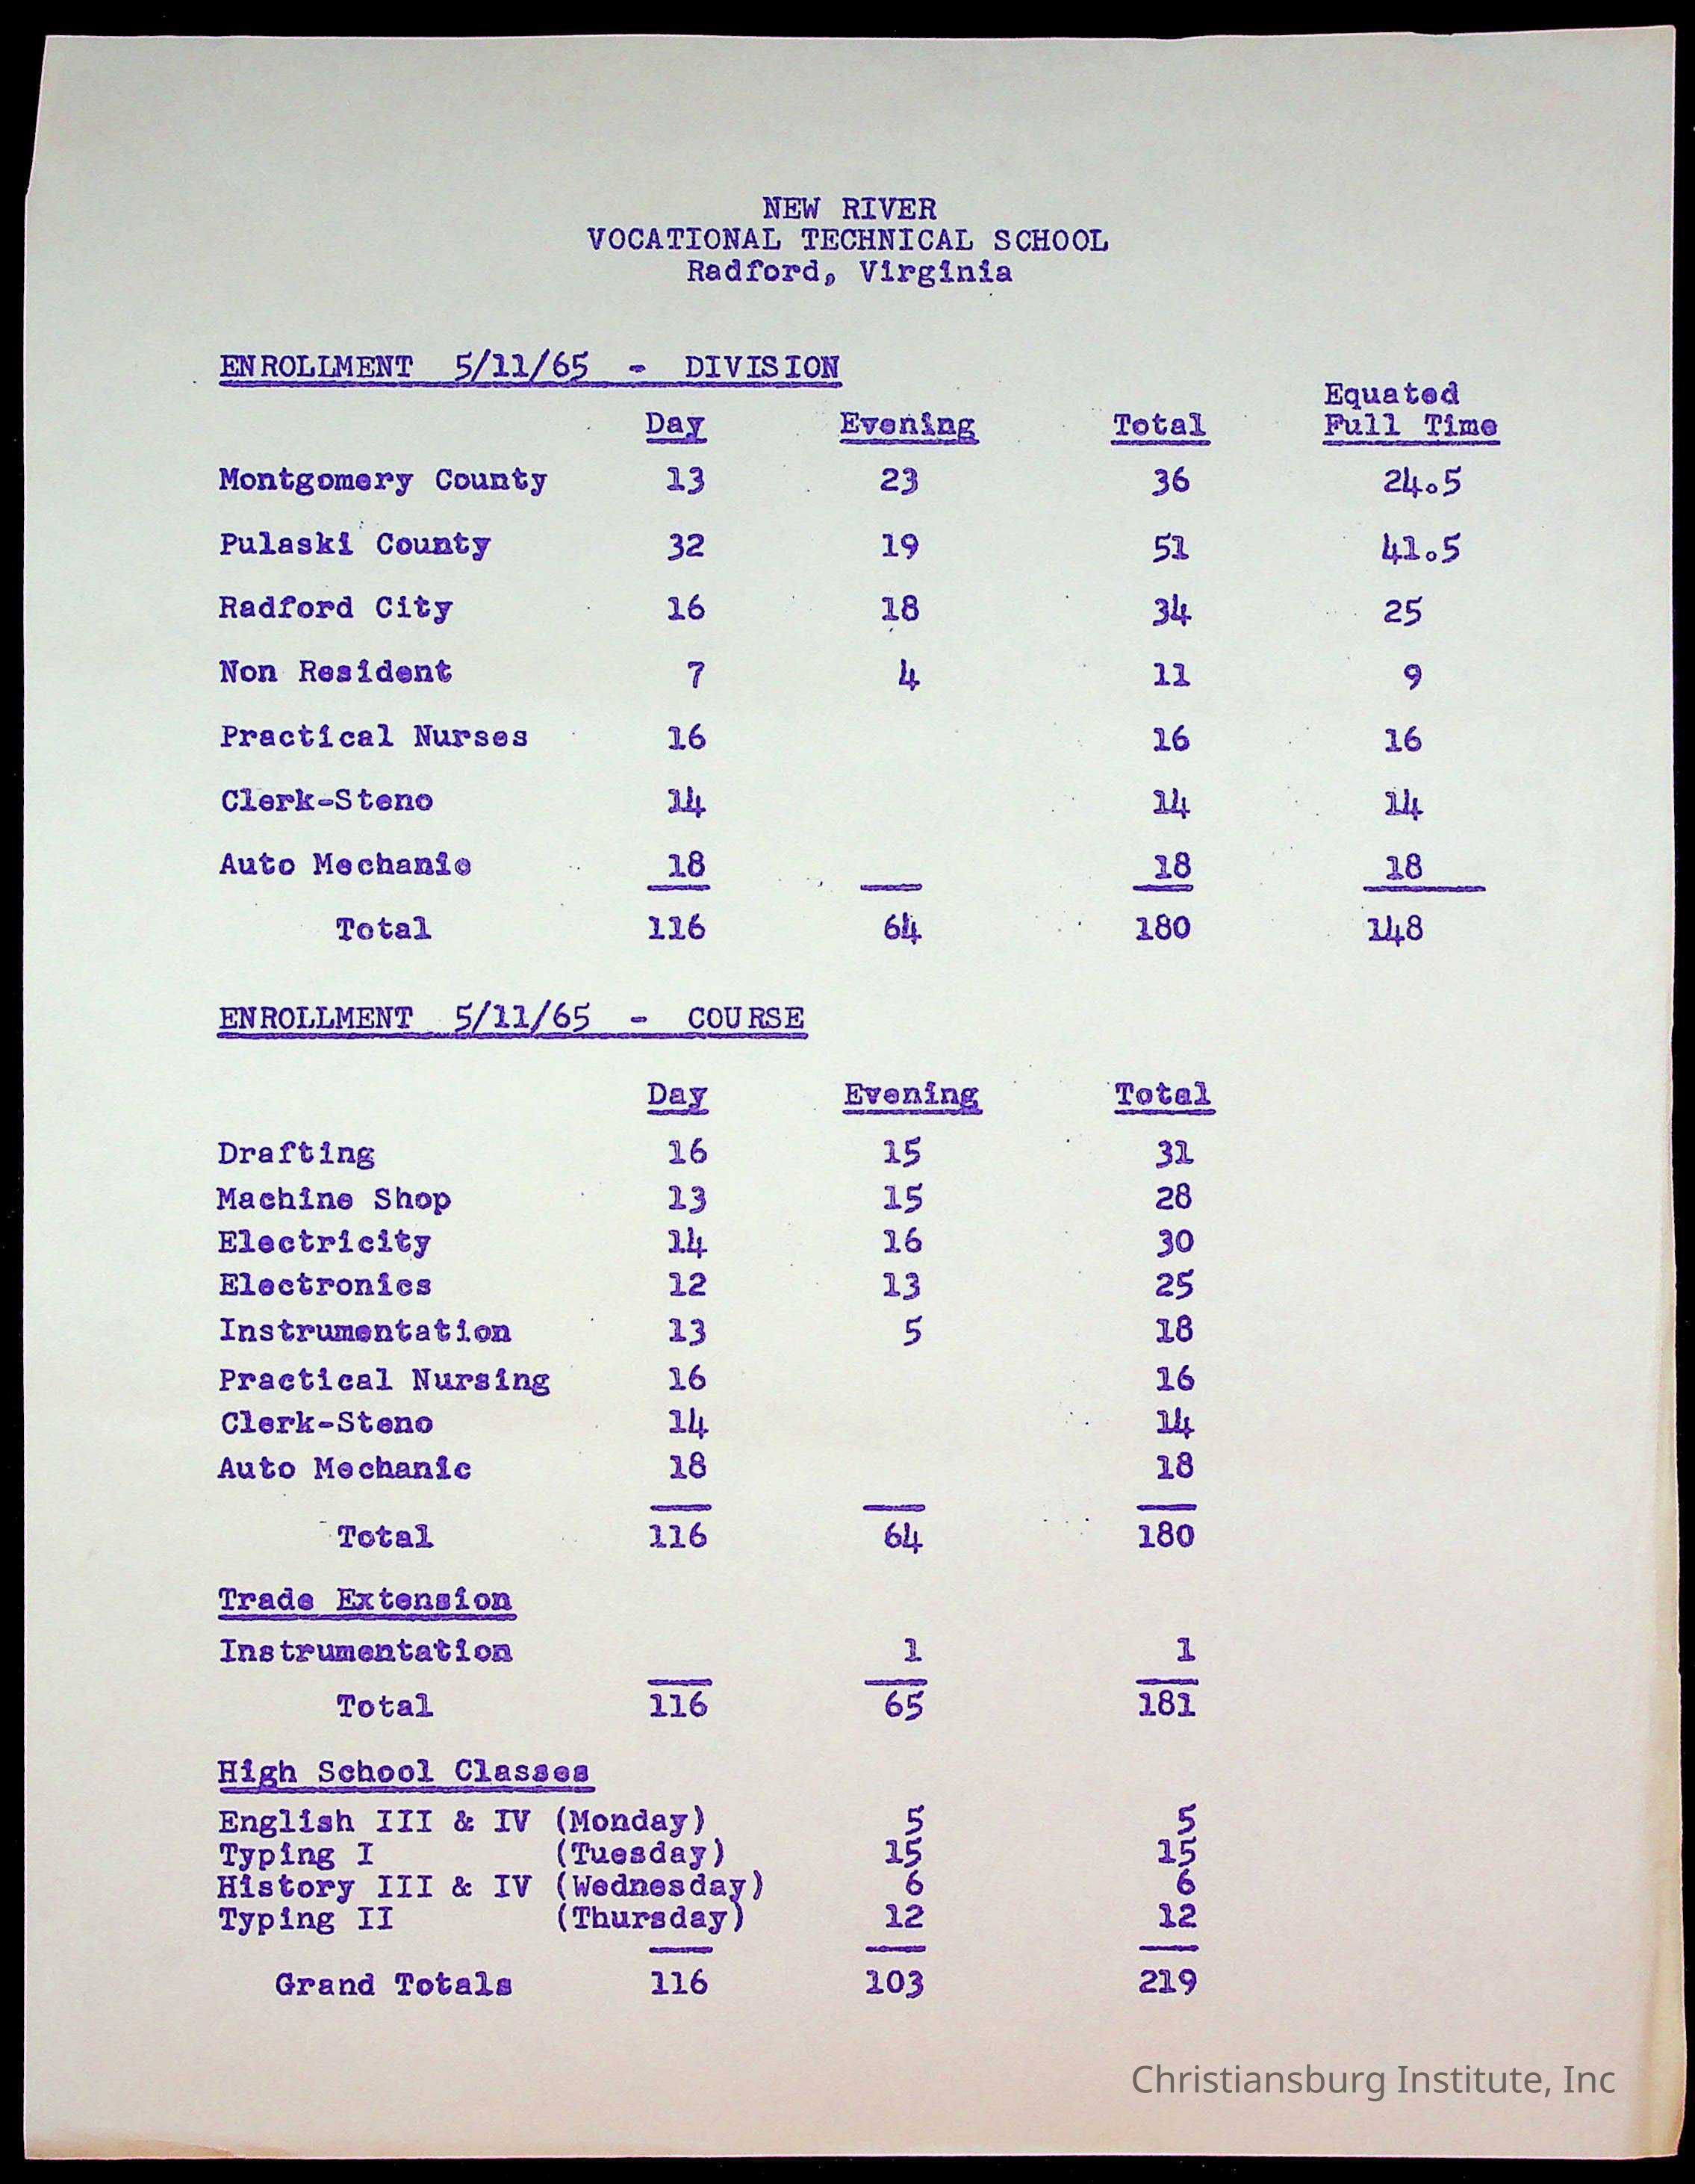 NEW RIVER
VOCATIONAL TECHNICAL SCHOOL
Radford, Virginia
ENROLLMENT 5/11/65 - DIVISION
Equated
Day Evening Total Full Time
Montgomery County 13 23 36 24.5
Pulaski County 32 19 51 41.5
Radford City 16 18 34 25
Non Resident 7 4 11 9
Practical Nurses 16 16 16
Clerk-Steno 14 14 14
Auto Mechanic 18 18 18
Total 116 64 180 148
ENROLLMENT 5/11/65 - COURSE
Day Evening Total
Drafting 16 15 31
Machine Shop 13 15 28
Electricity 14 16 30
Electronics 12 13 25
Instrumentation 13 5 18
Practical Nursing 16 16
Clerk-Steno 14 14
Auto Mechanic 18 18
Total 116 64 180
Trade Extension
Instrumentation 1 1
Total 116 65 181
High School Classes
English III & IV (Monday) 5 5
Typing I (Tuesday) 15 15
History III & IV (Wednesday) 6 6
Typing II (Thursday) 12 12
Grand Totals 116 103 219
Christiansburg Institute, Inc